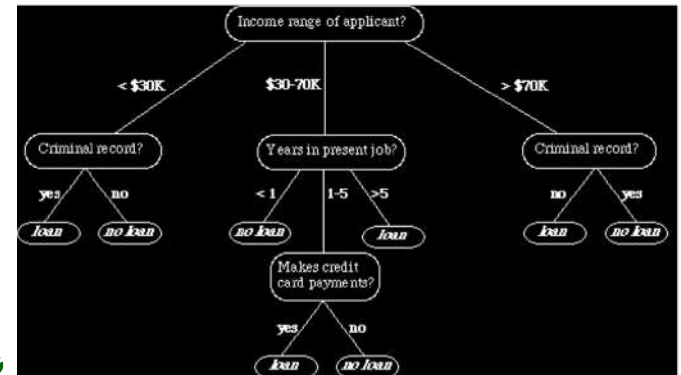 Income range of applicant?
< $30K
$30-70K
> $70K
Criminal record?
Years in present job?
Criminal record?
yes
no
< 1
1-5
>5
no
yes
loan
no loan
no loan
loan
loan
no loan
Makes credit
card payments?
yes
no
loan
no loan